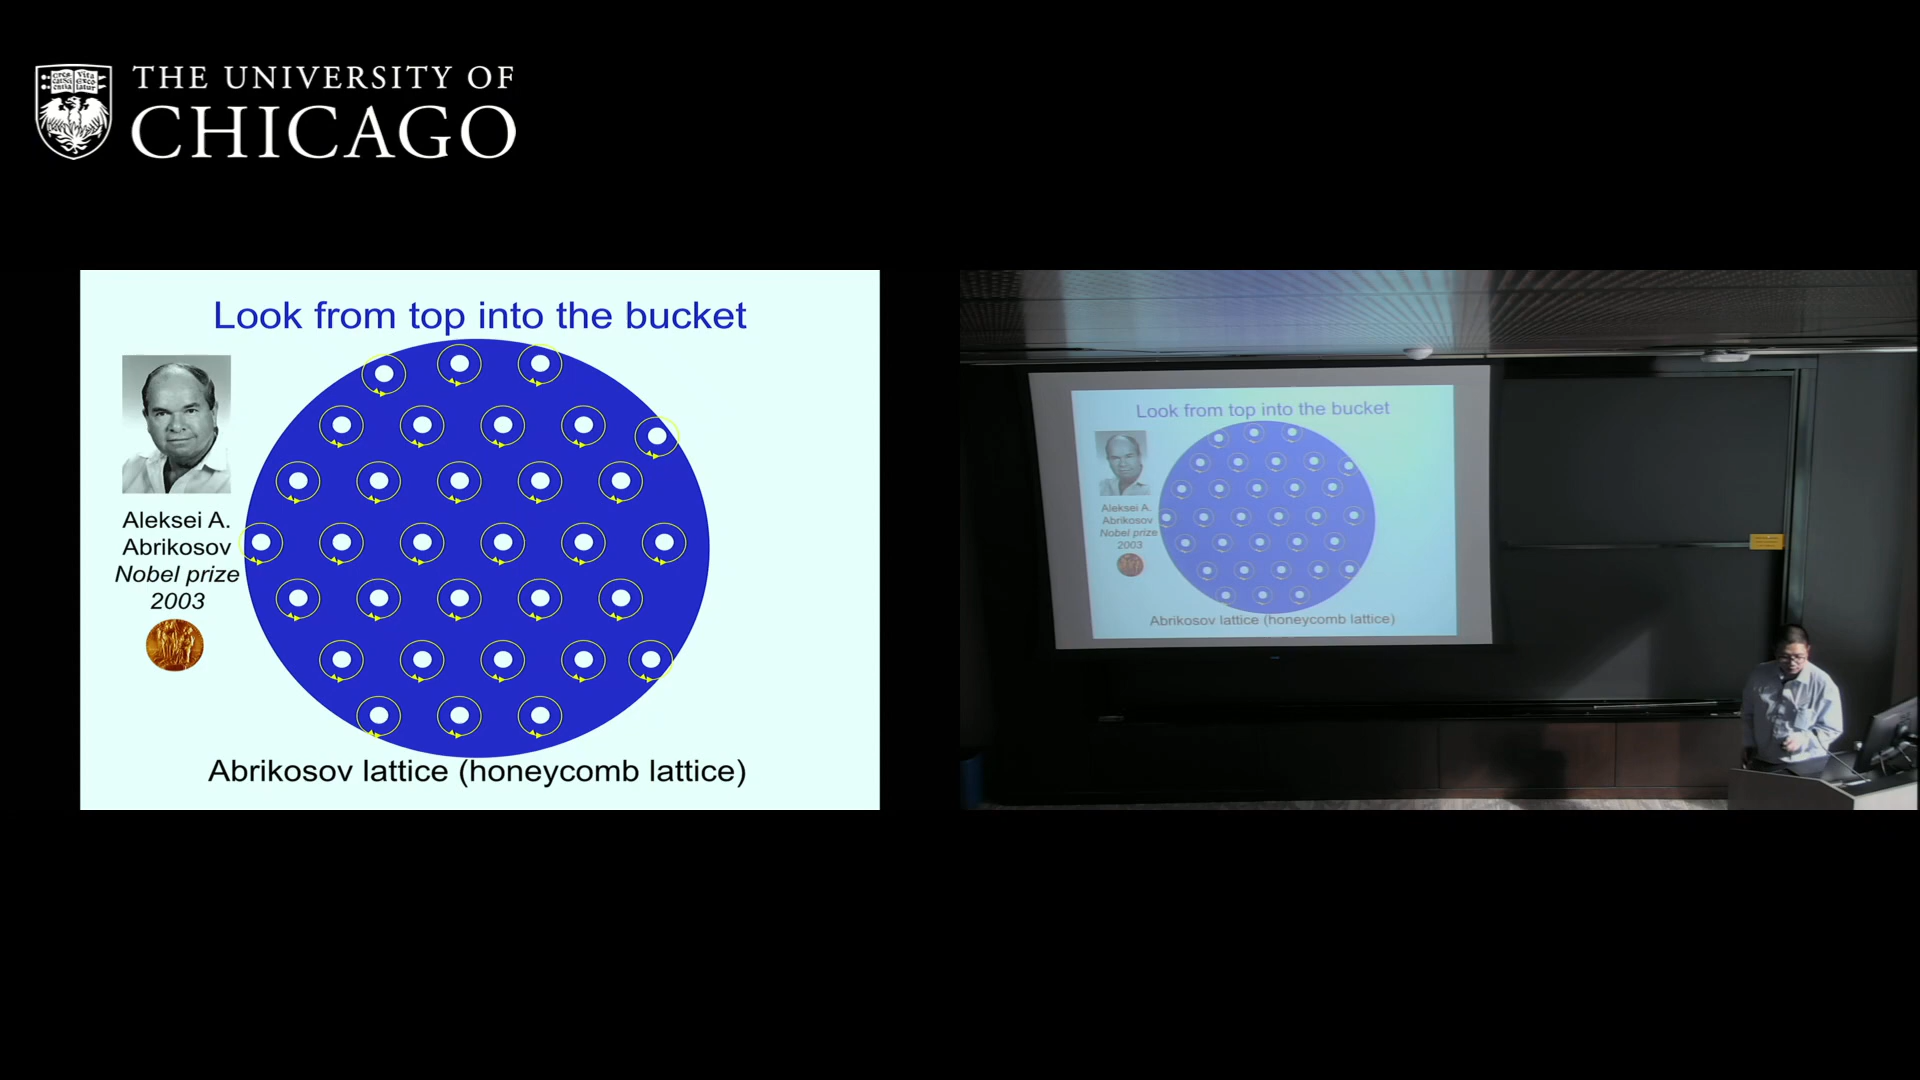 THE UNIVERSITY OF
CHICAGO
Look from top into the bucket
Aleksei A.
Abrikosov
Nobel prize
2003
Abrikosov lattice (honeycomb lattice)
Look from top into the bucket
Aleksei A.
Abrikosov
Nobel prize
2003
Abrikosov lattice (honeycomb lattice)